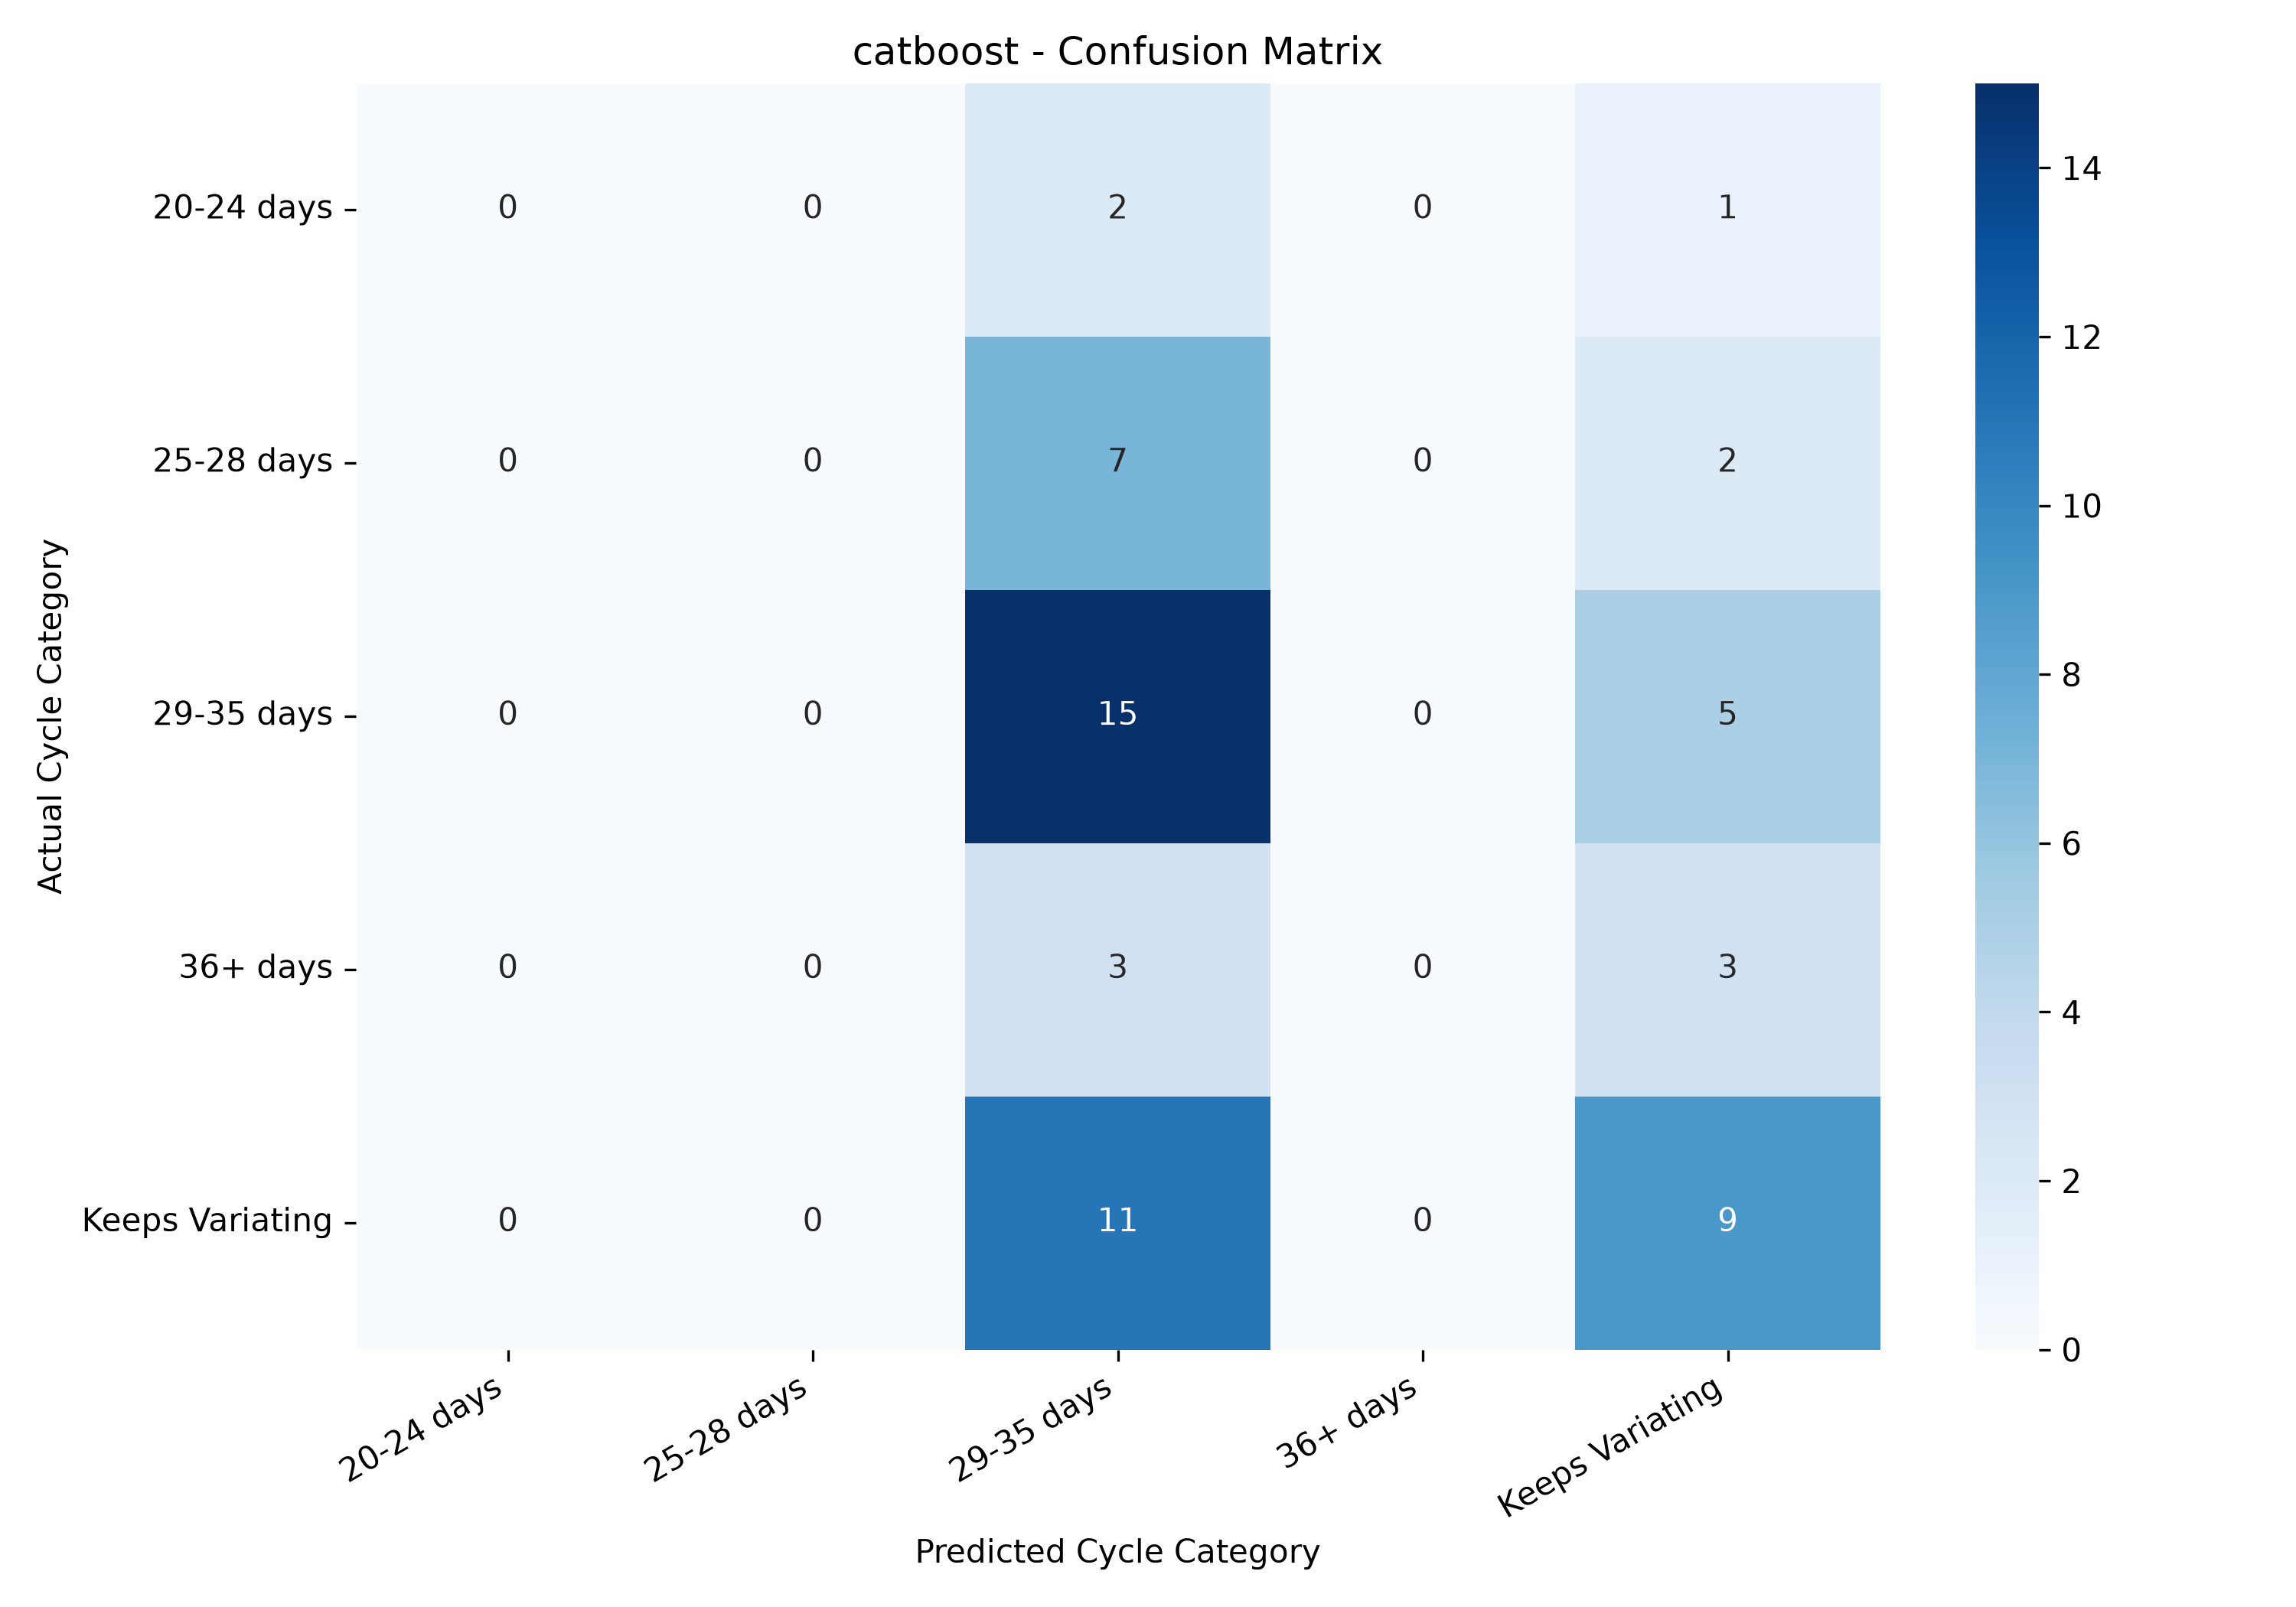 catboost - Confusion Matrix
Actual Cycle Category
20-24 days 0 0 2 0 1
25-28 days 0 0 7 0 2
29-35 days 0 0 15 0 5
36+ days 0 0 3 0 3
Keeps Variating 0 0 11 0 9
20-24 days 25-28 days 29-35 days 36+ days Keeps Variating
Predicted Cycle Category
14
12
10
8
6
4
2
0